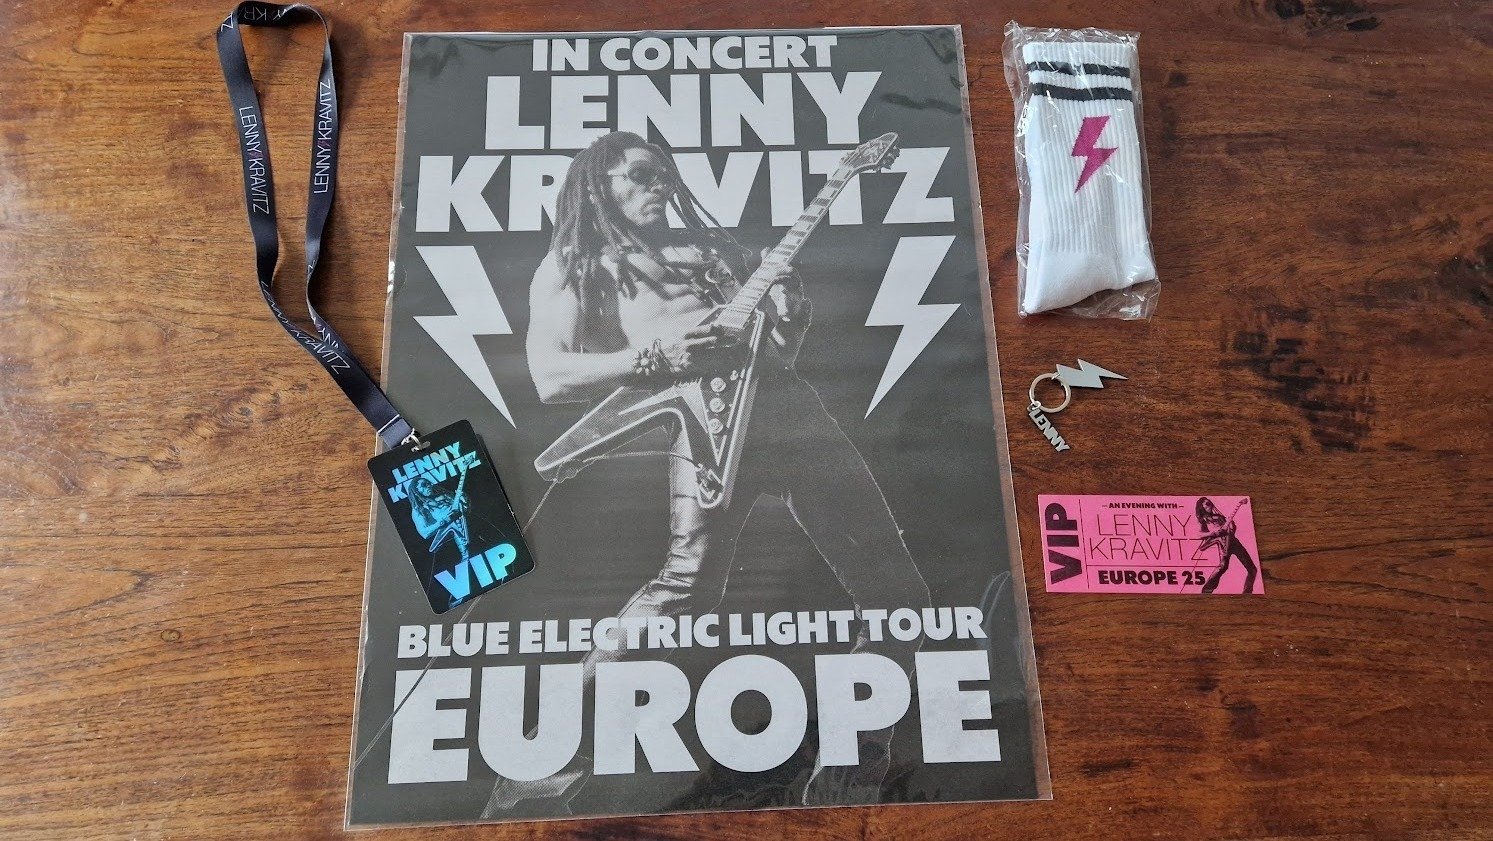 LENNY KRAVITZ
LENNY KRAVITZ
LENNY KRAVITZ
LENNY
KRAVITZ
VIP
IN CONCERT
LENNY
KRAVITZ
BLUE ELECTRIC LIGHT TOUR
EUROPE
LENNY
VIP
—AN EVENING WITH—
LENNY
KRAVITZ
EUROPE 25